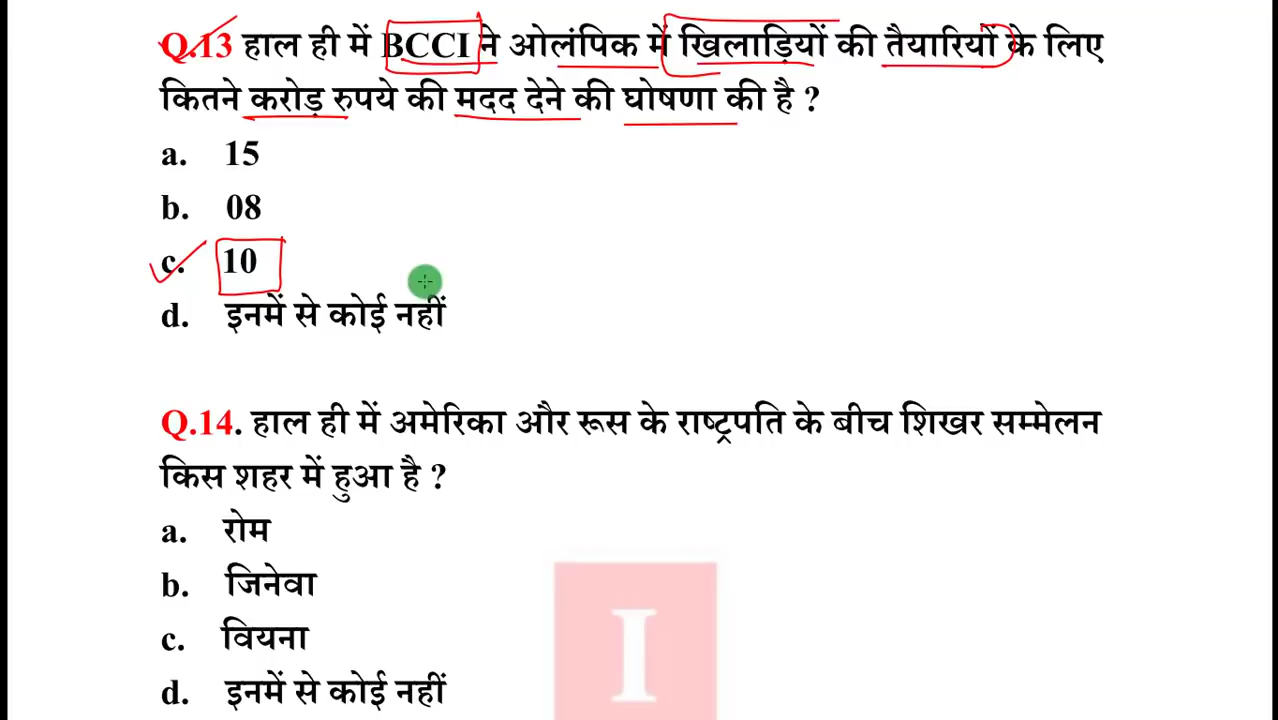 Q.13 हाल ही में BCCI ने ओलंपिक में खिलाड़ियों की तैयारियों के लिए
कितने करोड़ रुपये की मदद देने की घोषणा की है ?
a. 15
b. 08
c. 10
d. इनमें से कोई नहीं
Q.14. हाल ही में अमेरिका और रूस के राष्ट्रपति के बीच शिखर सम्मेलन
किस शहर में हुआ है ?
a. रोम
b. जिनेवा
c. वियना
d. इनमें से कोई नहीं
I